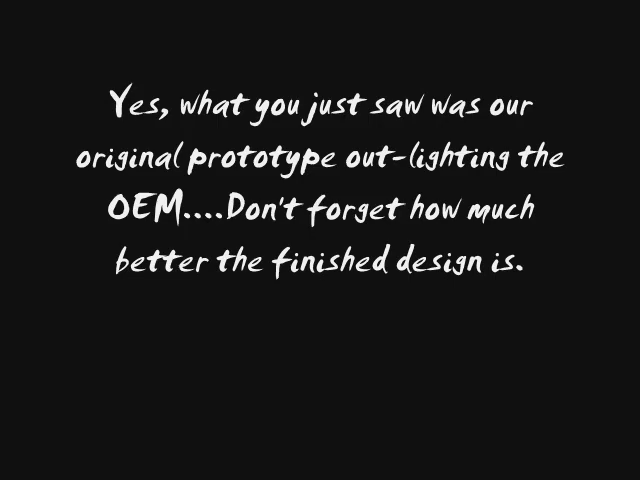 Yes, what you just saw was our
original prototype out-lighting the
OEM....Don't forget how much
better the finished design is.